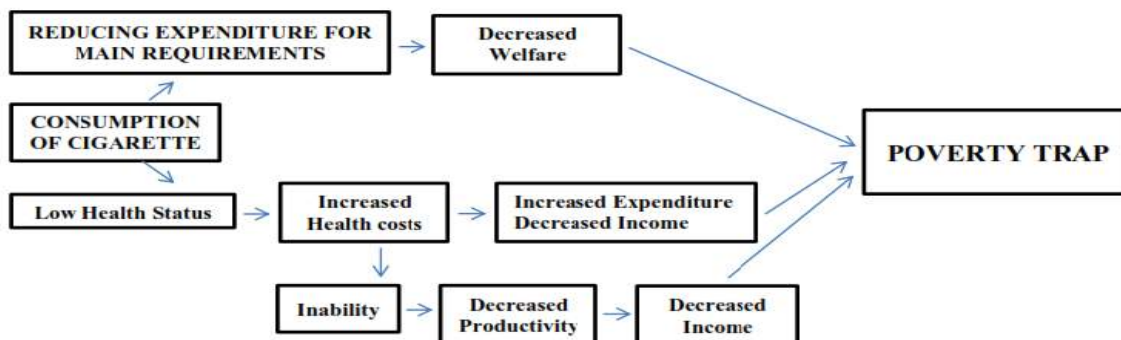 REDUCING EXPENDITURE FOR
MAIN REQUIREMENTS
Decreased
Welfare
CONSUMPTION
OF CIGARETTE
POVERTY TRAP
Low Health Status
Increased
Health costs
Increased Expenditure
Decreased Income
Inability
Decreased
Productivity
Decreased
Income